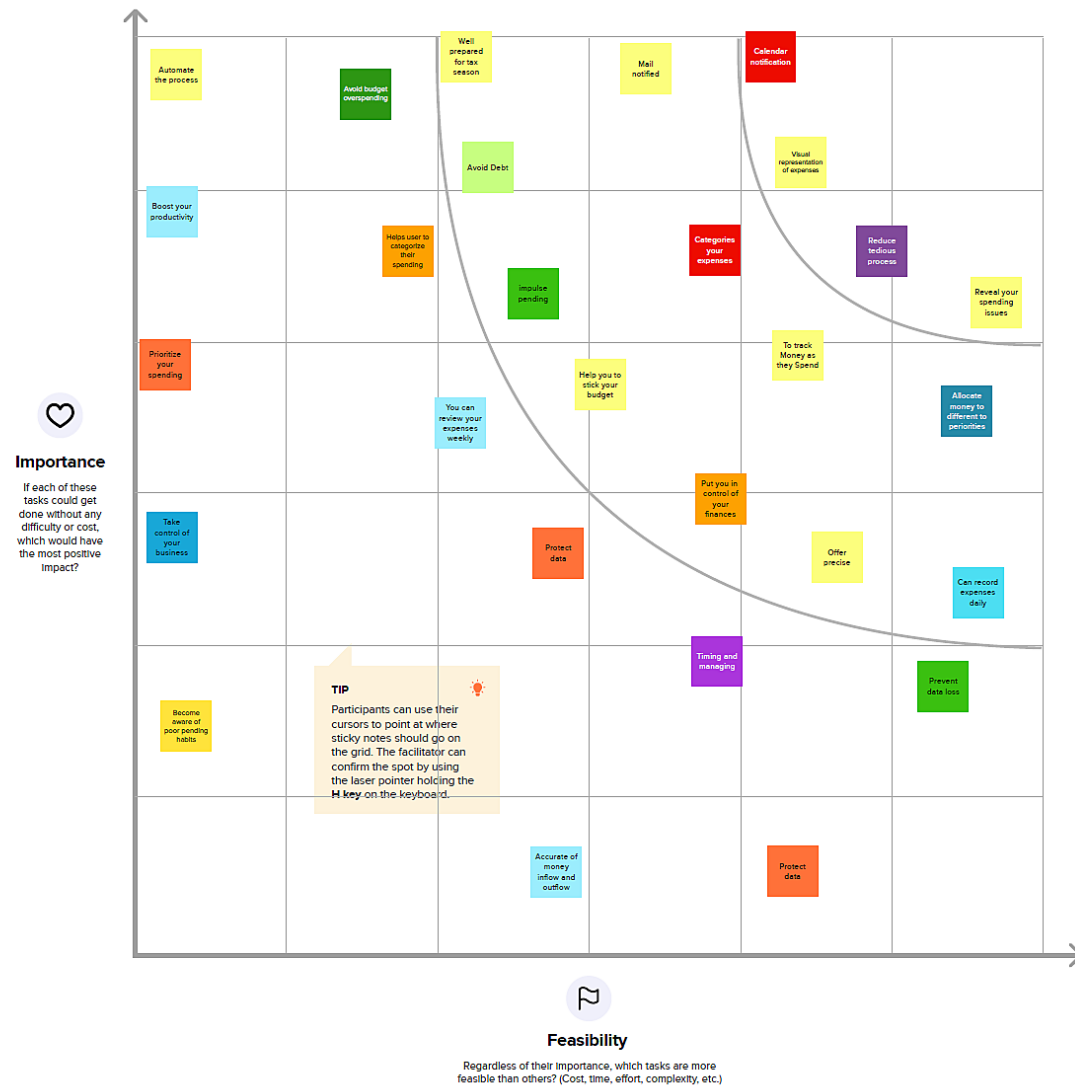 Well
prepared
for tax
season
Calendar
notification
Mail
notified
Automate
the process
Avoid budget
overspending
Visual
representation
of expenses
Avoid Debt
Boost your
productivity
Helps user to
categorize
their
spending
Categories
your
expenses
Reduce
tedious
process
impulse
pending
Reveal your
spending
issues
Prioritize
your
spending
To track
Money as
they Spend
Help you to
stick your
budget
Allocate
money to
different to
periorities
You can
review your
expenses
weekly
Importance
If each of these
tasks could get
done without any
difficulty or cost,
which would have
the most positive
impact?
Put you in
control of
your
finances
Take
control of
your
business
Protect
data
Offer
precise
Can record
expenses
daily
Timing and
managing
Prevent
data loss
TIP
Participants can use their
cursors to point at where
sticky notes should go on
the grid. The facilitator can
confirm the spot by using
the laser pointer holding the
H key on the keyboard.
Become
aware of
poor pending
habits
Accurate of
money
inflow and
outflow
Protect
data
Feasibility
Regardless of their importance, which tasks are more
feasible than others? (Cost, time, effort, complexity, etc.)